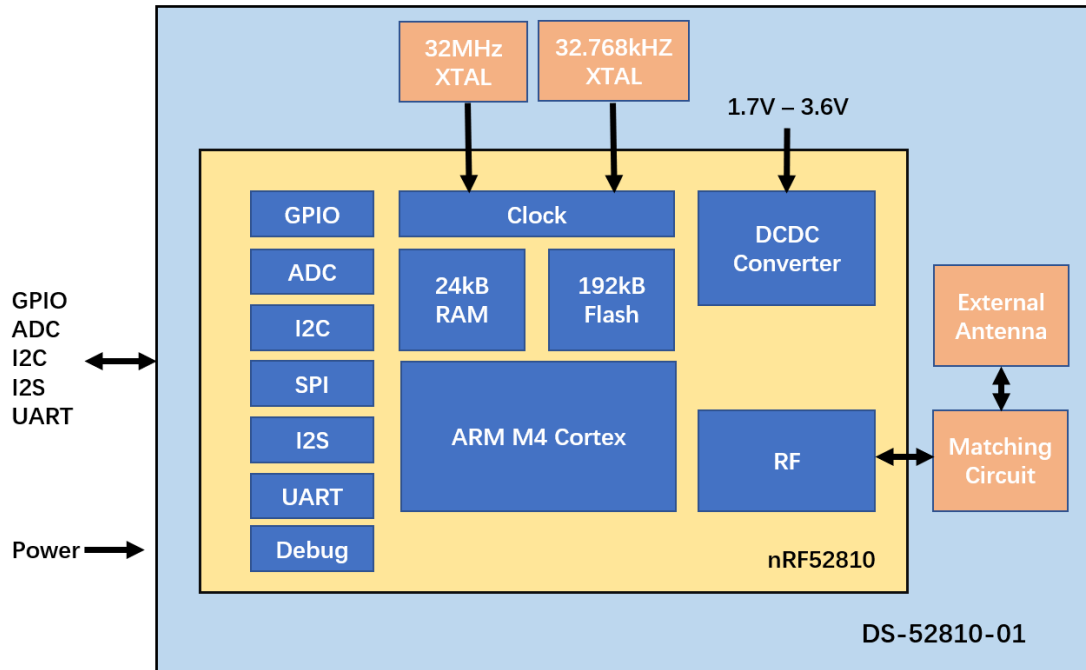 32MHz
XTAL
32.768kHZ
XTAL
1.7V – 3.6V
GPIO
ADC
I2C
SPI
I2S
UART
Debug
Clock
24kB
RAM
192kB
Flash
ARM M4 Cortex
DCDC
Converter
RF
nRF52810
External
Antenna
Matching
Circuit
GPIO
ADC
I2C
I2S
UART
Power
DS-52810-01